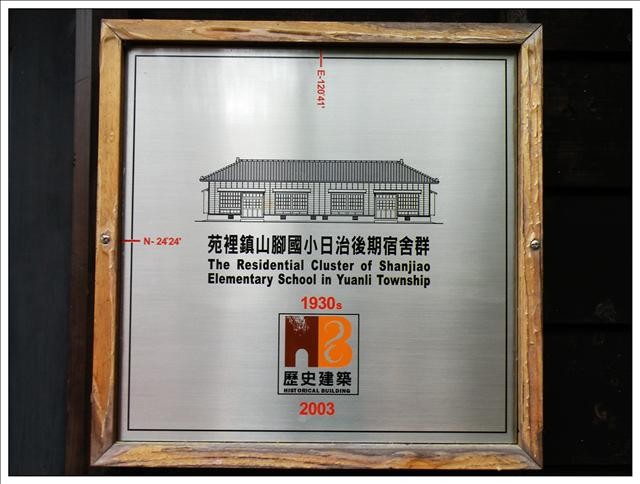 E-120°41'
N- 24°24'
苑裡鎮山腳國小日治後期宿舍群
The Residential Cluster of Shanjiao
Elementary School in Yuanli Township
1930s
歷史建築
HISTORICAL BUILDING
2003